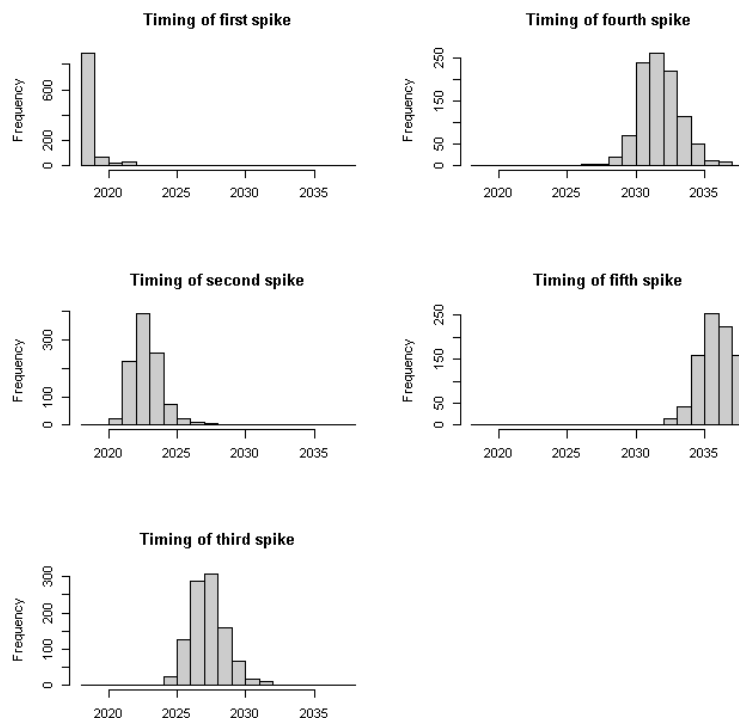 Timing of first spike
Frequency
0 200 600
2020 2025 2030 2035
Timing of fourth spike
Frequency
0 50 150 250
2020 2025 2030 2035
Timing of second spike
Frequency
0 100 300
2020 2025 2030 2035
Timing of fifth spike
Frequency
0 50 150 250
2020 2025 2030 2035
Timing of third spike
Frequency
0 100 200 300
2020 2025 2030 2035